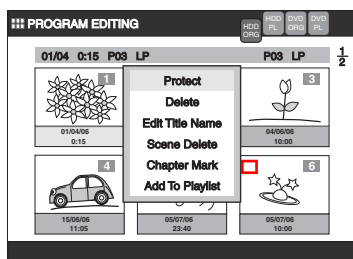 PROGRAM EDITING
HDD ORG
HDD PL
DVD ORG
DVD PL
01/04 0:15 P03 LP P03 LP
1/2
1
01/04/06
0:15
Protect
Delete
Edit Title Name
Scene Delete
Chapter Mark
Add To Playlist
3
04/06/06
10:00
4
15/06/06
11:05
05/07/06
23:40
6
05/07/06
10:00